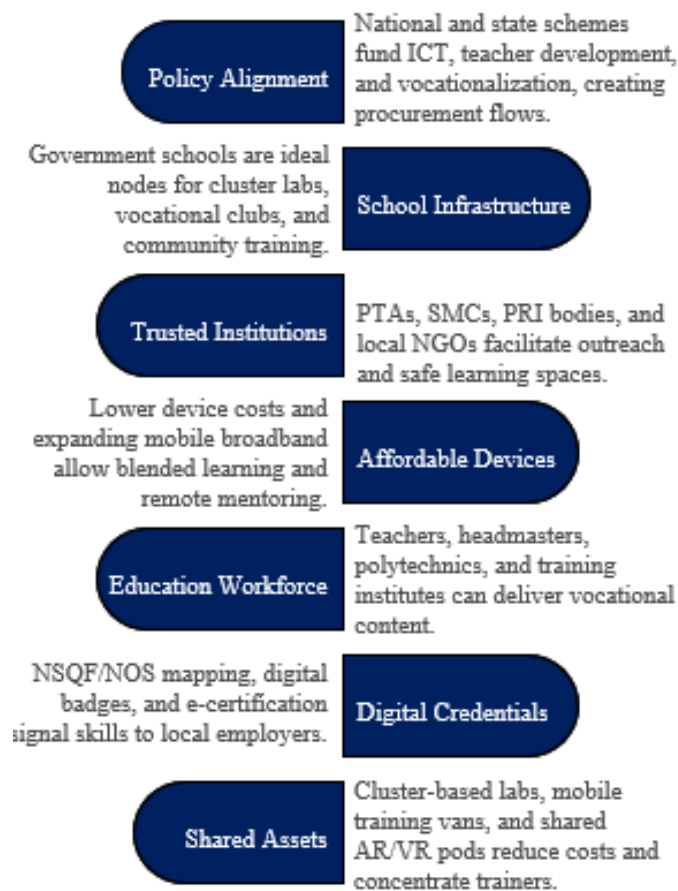 Policy Alignment
National and state schemes
fund ICT, teacher development,
and vocationalization, creating
procurement flows.
Government schools are ideal
nodes for cluster labs,
vocational clubs, and
community training.
School Infrastructure
Trusted Institutions
PTAs, SMCs, PRI bodies, and
local NGOs facilitate outreach
and safe learning spaces.
Lower device costs and
expanding mobile broadband
allow blended learning and
remote mentoring.
Affordable Devices
Education Workforce
Teachers, headmasters,
polytechnics, and training
institutes can deliver vocational
content.
NSQF/NOS mapping, digital
badges, and e-certification
signal skills to local employers.
Digital Credentials
Shared Assets
Cluster-based labs, mobile
training vans, and shared
AR/VR pods reduce costs and
concentrate trainers.